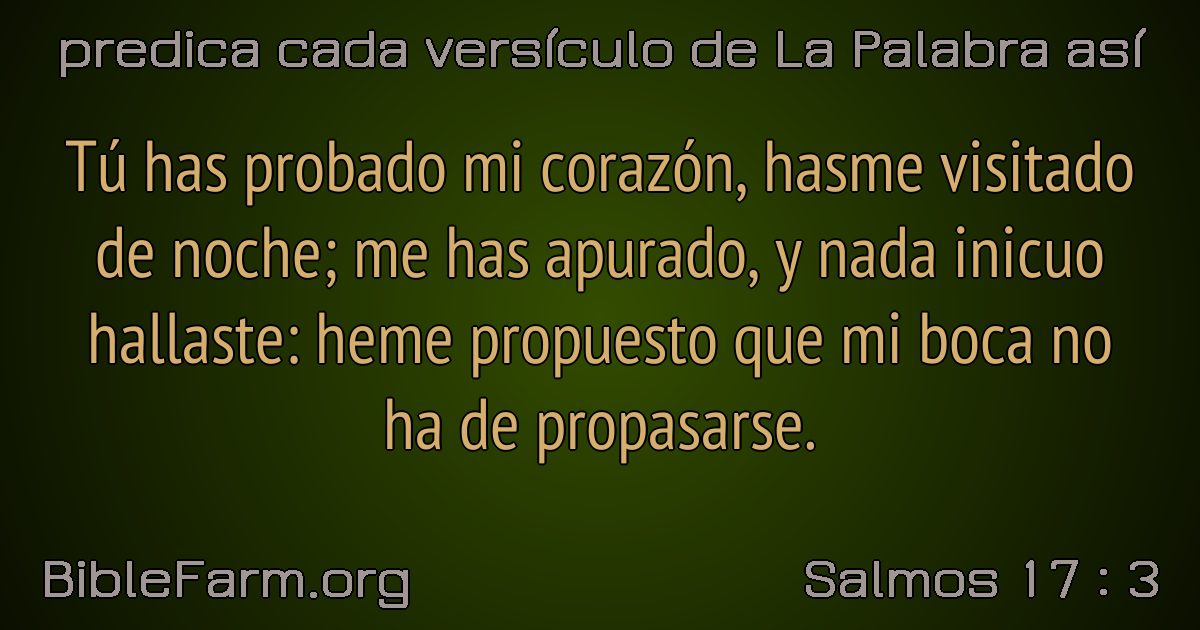 predica cada versículo de La Palabra así
Tú has probado mi corazón, hasme visitado
de noche; me has apurado, y nada inicuo
hallaste: heme propuesto que mi boca no
ha de propasarse.
BibleFarm.org
Salmos 17 : 3